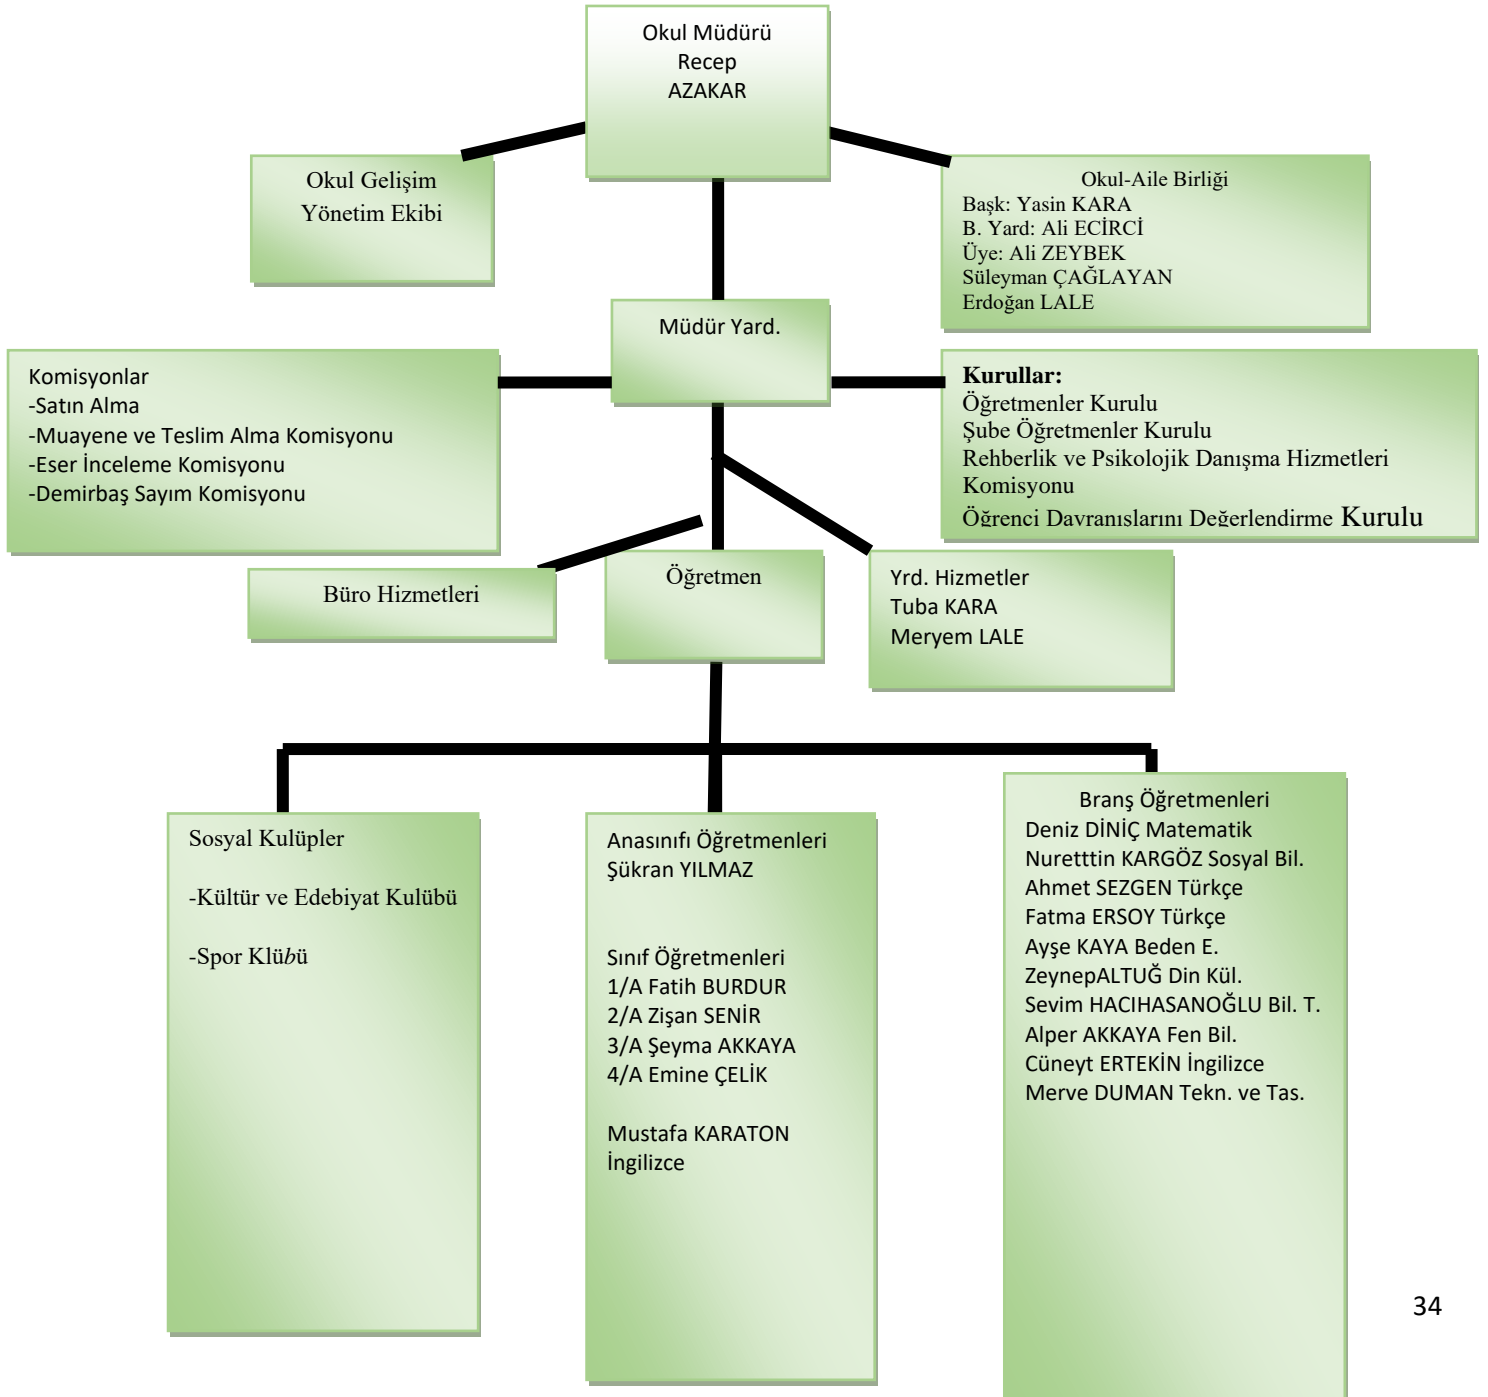 Okul Müdürü
Recep
AZAKAR
Okul Gelişim
Yönetim Ekibi
Okul-Aile Birliği
Başk: Yasin KARA
B. Yard: Ali ECİRCİ
Üye: Ali ZEYBEK
Süleyman ÇAĞLAYAN
Erdoğan LALE
Müdür Yard.
Komisyonlar
-Satın Alma
-Muayene ve Teslim Alma Komisyonu
-Eser İnceleme Komisyonu
-Demirbaş Sayım Komisyonu
Kurullar:
Öğretmenler Kurulu
Şube Öğretmenler Kurulu
Rehberlik ve Psikolojik Danışma Hizmetleri
Komisyonu
Öğrenci Davranışlarını Değerlendirme Kurulu
Büro Hizmetleri
Öğretmen
Yrd. Hizmetler
Tuba KARA
Meryem LALE
Sosyal Kulüpler
-Kültür ve Edebiyat Kulübü
-Spor Klübü
Anasınıfı Öğretmenleri
Şükran YILMAZ
Sınıf Öğretmenleri
1/A Fatih BURDUR
2/A Zişan SENİR
3/A Şeyma AKKAYA
4/A Emine ÇELİK
Mustafa KARATON
İngilizce
Branş Öğretmenleri
Deniz DİNİÇ Matematik
Nuretttin KARGÖZ Sosyal Bil.
Ahmet SEZGEN Türkçe
Fatma ERSOY Türkçe
Ayşe KAYA Beden E.
ZeynepALTUĞ Din Kül.
Sevim HACIHASANOĞLU Bil. T.
Alper AKKAYA Fen Bil.
Cüneyt ERTEKİN İngilizce
Merve DUMAN Tekn. ve Tas.
34